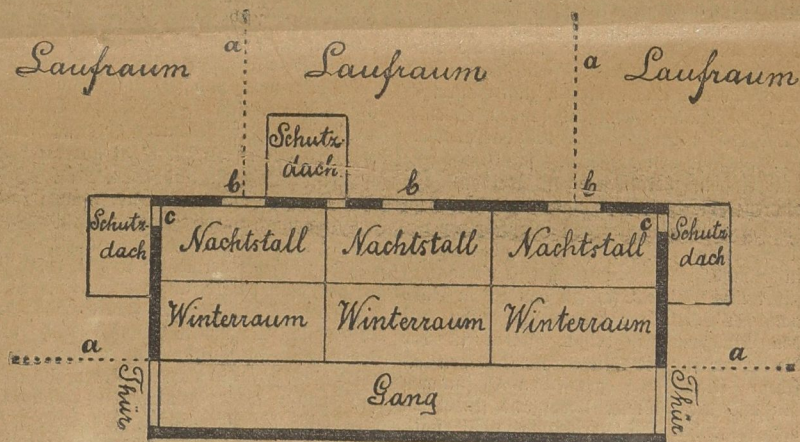 a
Laufraum
Laufraum
a
Laufraum
Schutz-
dach
b
b
b
Schutz-
dach
c
Nachtstall
Nachtstall
Nachtstall
c
Schutz
dach
Winterraum
Winterraum
Winterraum
a
a
Thür
Gang
Thür